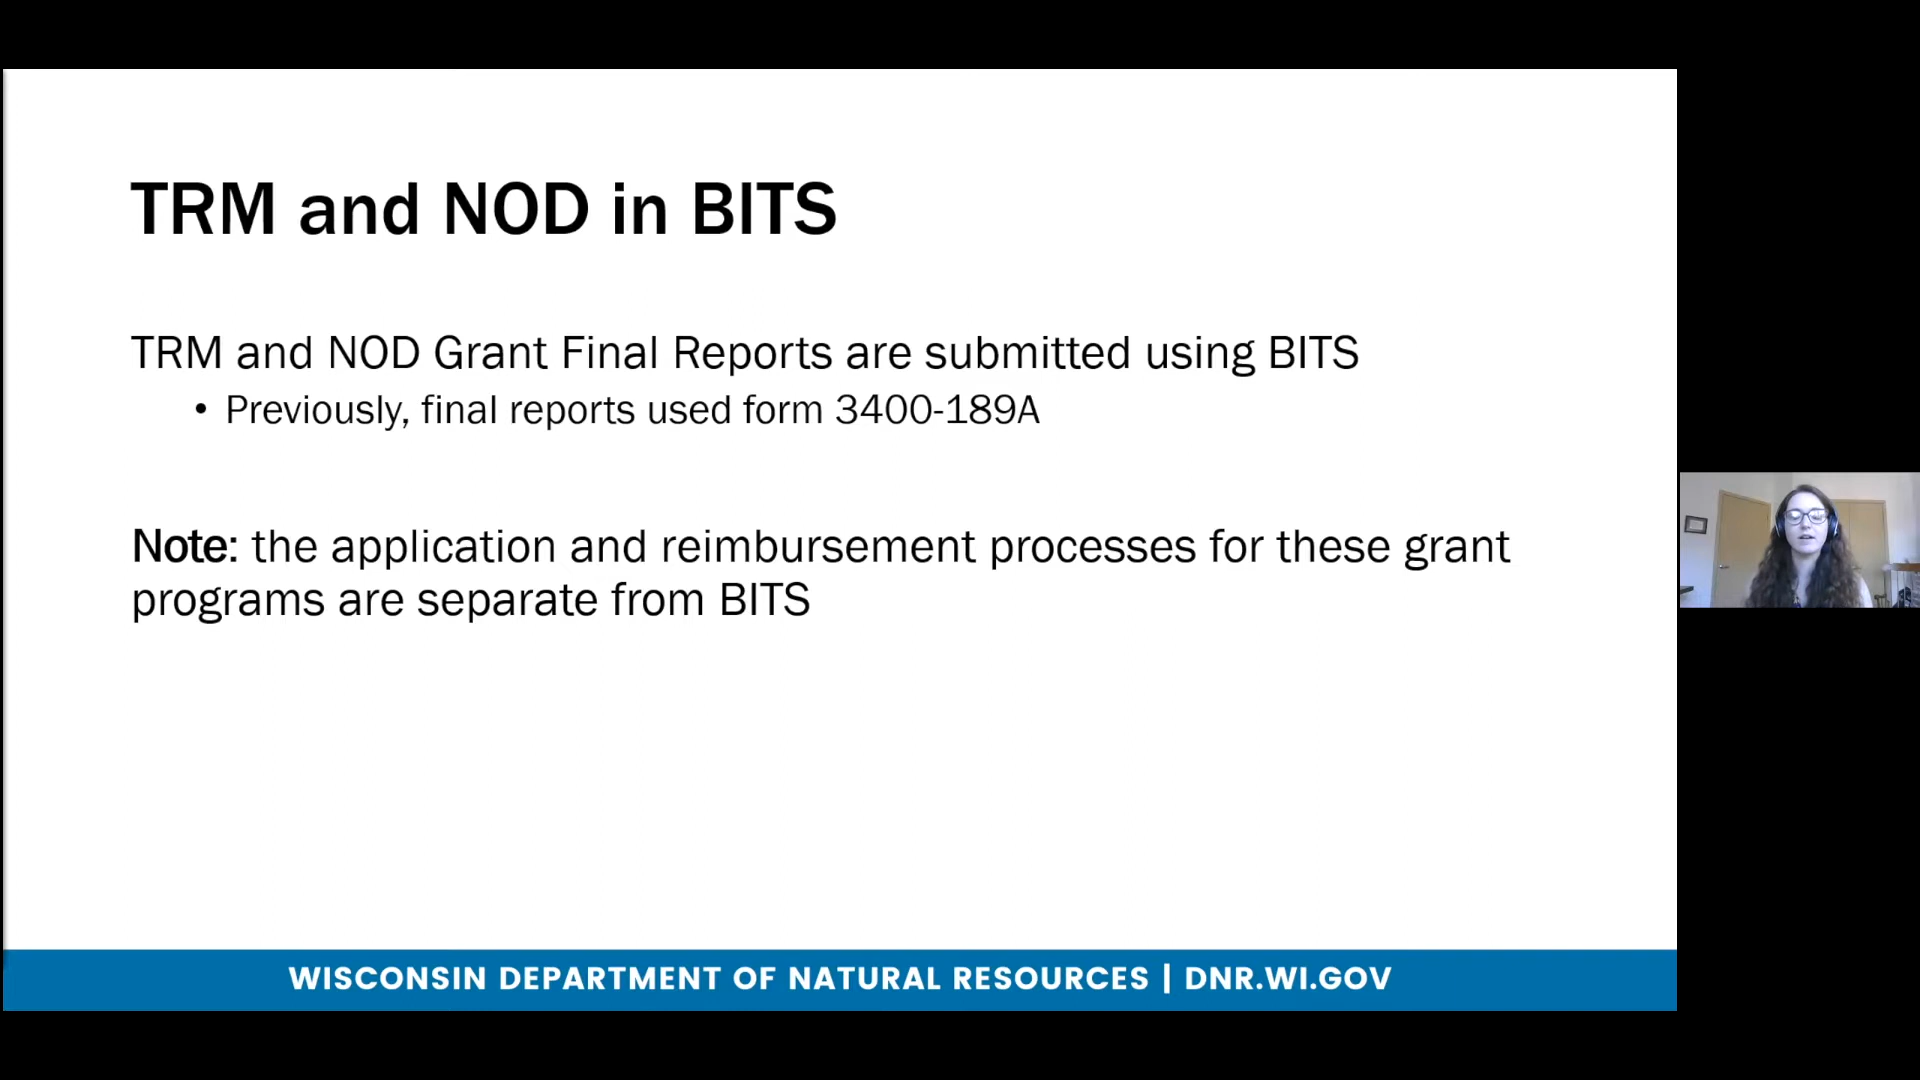 TRM and NOD in BITS
TRM and NOD Grant Final Reports are submitted using BITS
• Previously, final reports used form 3400-189A
Note: the application and reimbursement processes for these grant
programs are separate from BITS
WISCONSIN DEPARTMENT OF NATURAL RESOURCES | DNR.WI.GOV